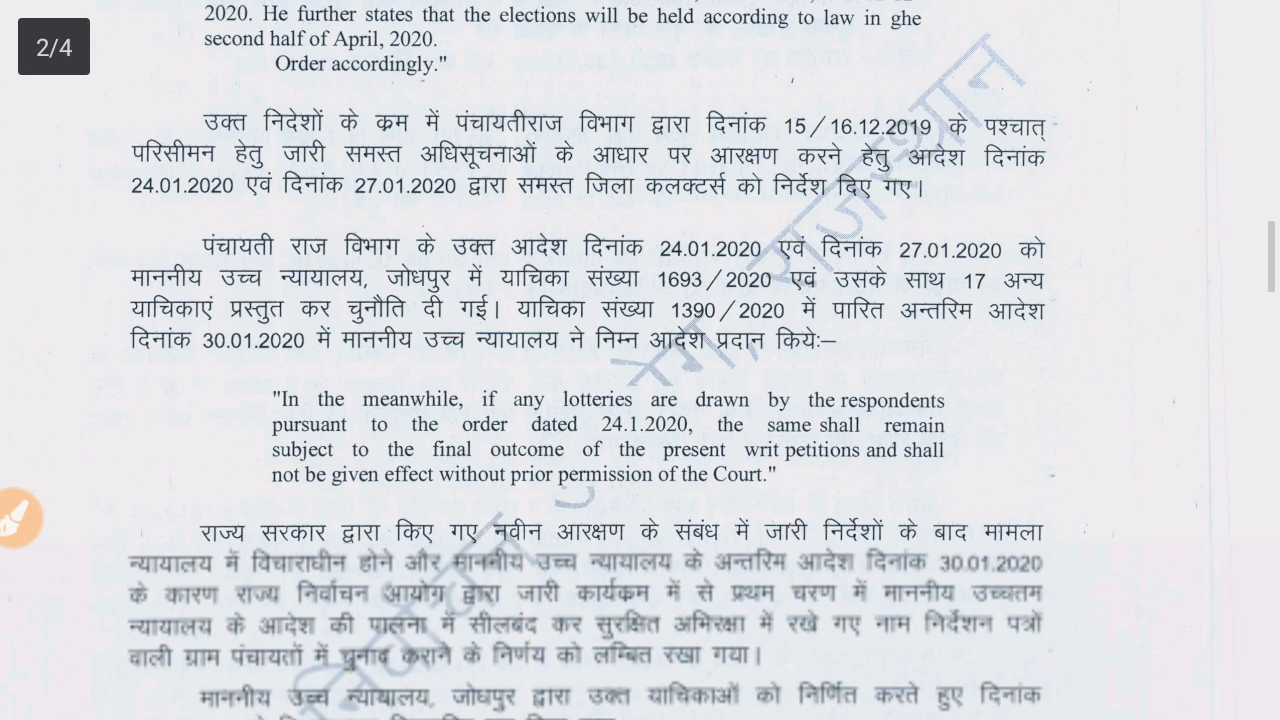 2020. He further states that the elections will be held according to law in ghe
second half of April, 2020.
Order accordingly."
2/4
उक्त निदेशों के क्रम में पंचायतीराज विभाग द्वारा दिनांक 15/16.12.2019 के पश्चात्
परिसीमन हेतु जारी समस्त अधिसूचनाओं के आधार पर आरक्षण करने हेतु आदेश दिनांक
24.01.2020 एवं दिनांक 27.01.2020 द्वारा समस्त जिला कलक्टर्स को निर्देश दिए गए।
पंचायती राज विभाग के उक्त आदेश दिनांक 24.01.2020 एवं दिनांक 27.01.2020 को
माननीय उच्च न्यायालय, जोधपुर में याचिका संख्या 1693/2020 एवं उसके साथ 17 अन्य
याचिकाएं प्रस्तुत कर चुनौति दी गई। याचिका संख्या 1390/2020 में पारित अन्तरिम आदेश
दिनांक 30.01.2020 में माननीय उच्च न्यायालय ने निम्न आदेश प्रदान किये:–
"In the meanwhile, if any lotteries are drawn by the respondents
pursuant to the order dated 24.1.2020, the same shall remain
subject to the final outcome of the present writ petitions and shall
not be given effect without prior permission of the Court."
राज्य सरकार द्वारा किए गए नवीन आरक्षण के संबंध में जारी निर्देशों के बाद मामला
न्यायालय में विचाराधीन होने और माननीय उच्च न्यायालय के अन्तरिम आदेश दिनांक 30.01.2020
के कारण राज्य निर्वाचन आयोग द्वारा जारी कार्यक्रम में से प्रथम चरण में माननीय उच्चतम
न्यायालय के आदेश की पालना में सीलबंद कर सुरक्षित अभिरक्षा में रखे गए नाम निर्देशन पत्रों
वाली ग्राम पंचायतों में चुनाव कराने के निर्णय को लम्बित रखा गया।
माननीय उच्च न्यायालय, जोधपुर द्वारा उक्त याचिकाओं को निर्णित करते हुए दिनांक
राजस्थान